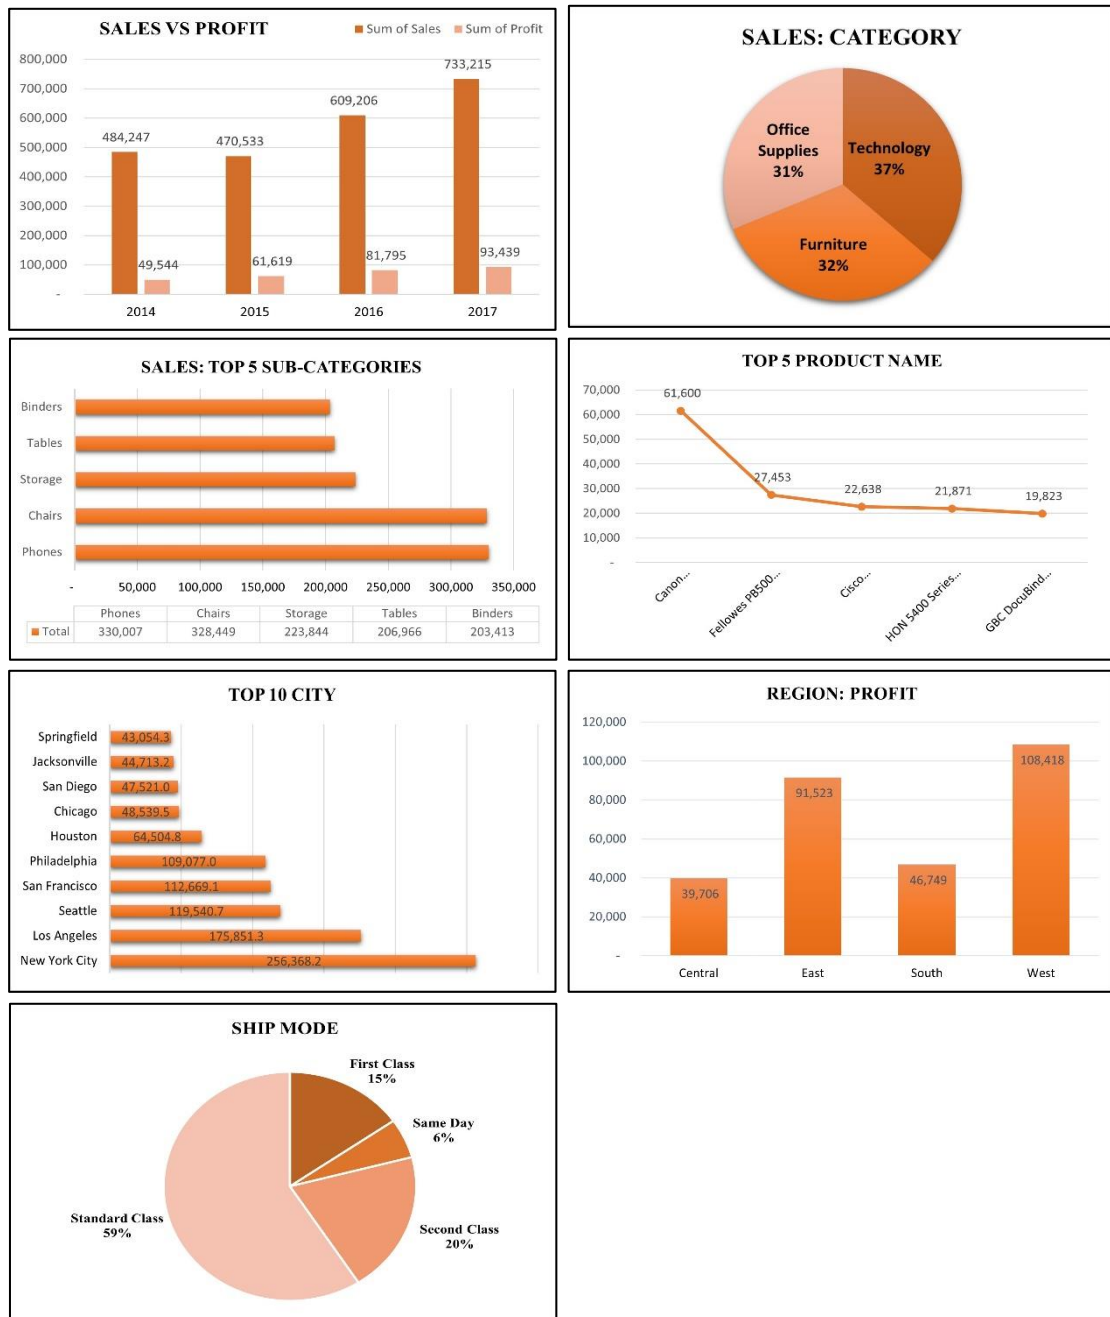 SALES VS PROFIT
Sum of Sales Sum of Profit
800,000
700,000
600,000
500,000
400,000
300,000
200,000
100,000
-
484,247
49,544
470,533
61,619
609,206
81,795
733,215
93,439
2014 2015 2016 2017
SALES: CATEGORY
Office
Supplies
31%
Technology
37%
Furniture
32%
SALES: TOP 5 SUB-CATEGORIES
Binders
Tables
Storage
Chairs
Phones
- 50,000 100,000 150,000 200,000 250,000 300,000 350,000
Phones Chairs Storage Tables Binders
Total 330,007 328,449 223,844 206,966 203,413
TOP 5 PRODUCT NAME
70,000
60,000
50,000
40,000
30,000
20,000
10,000
-
61,600
27,453
22,638
21,871
19,823
Canon...
Fellowes PB500...
Cisco...
HON 5400 Series...
GBC DocuBind...
TOP 10 CITY
Springfield 43,054.3
Jacksonville 44,713.2
San Diego 47,521.0
Chicago 48,539.5
Houston 64,504.8
Philadelphia 109,077.0
San Francisco 112,669.1
Seattle 119,540.7
Los Angeles 175,851.3
New York City 256,368.2
REGION: PROFIT
120,000
100,000
80,000
60,000
40,000
20,000
-
39,706
91,523
46,749
108,418
Central East South West
SHIP MODE
First Class
15%
Same Day
6%
Second Class
20%
Standard Class
59%